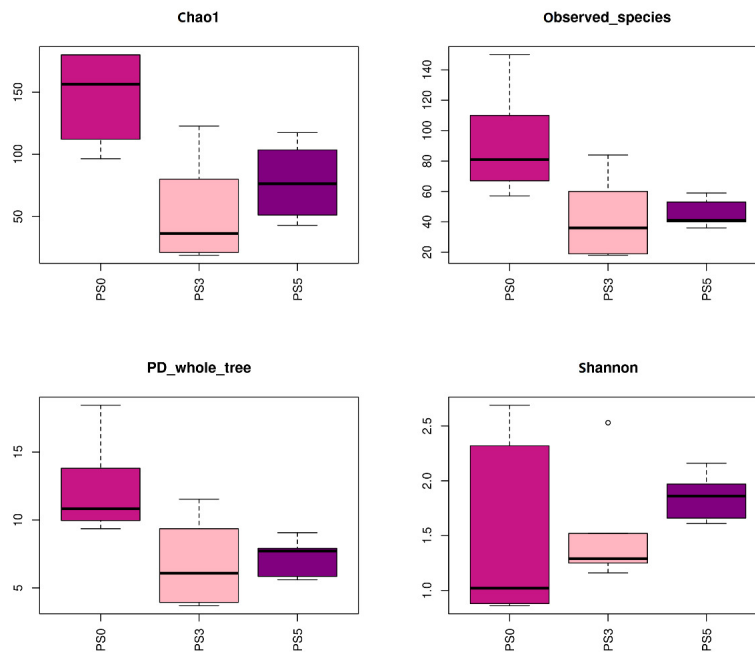 Chao1
150
100
50
PS0
PS3
PS5
Observed_species
140
120
100
80
60
40
20
PS0
PS3
PS5
PD_whole_tree
15
10
5
PS0
PS3
PS5
Shannon
2.5
2.0
1.5
1.0
PS0
PS3
PS5